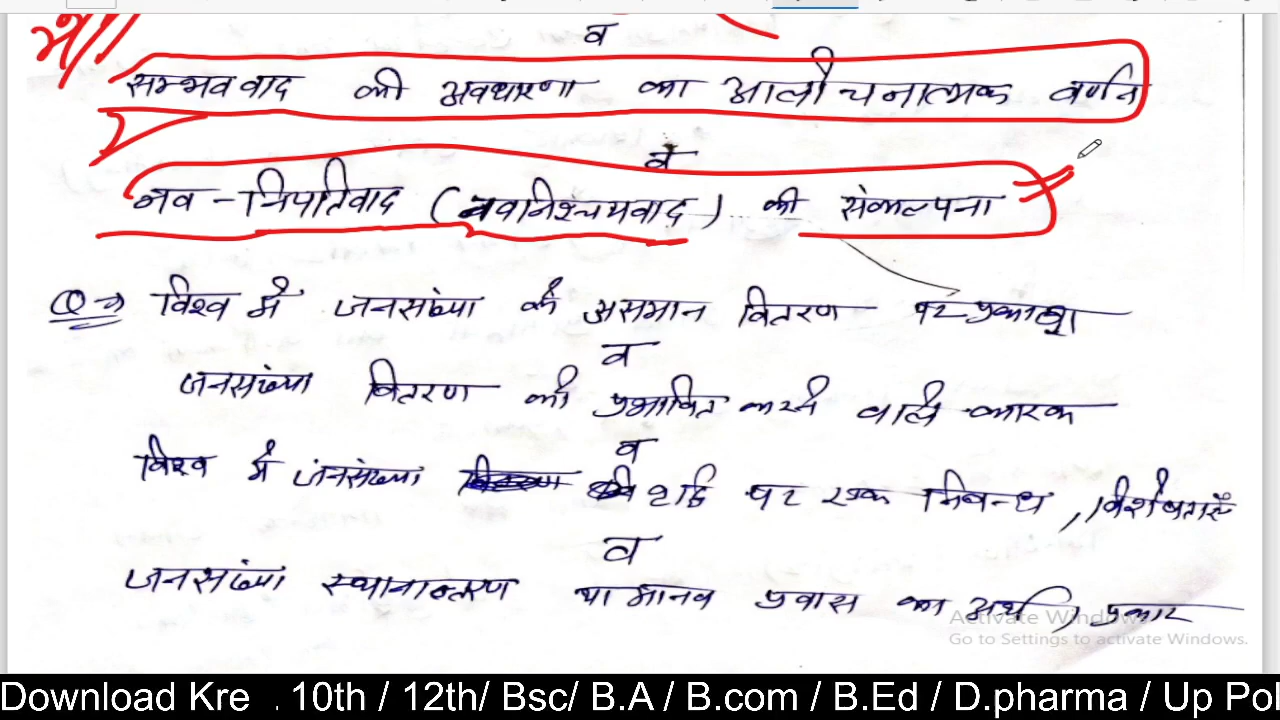 व
सम्भववाद की अवधारणा का आलोचनात्मक वर्णन
व
नव - नियतिवाद (नवनिश्चयवाद) की संकल्पना
Q→ विश्व में जनसंख्या के असमान वितरण पर प्रकाश
व
जनसंख्या वितरण को प्रभावित करने वाले कारक
व
विश्व में जनसंख्या वृद्धि पर एक निबन्ध, विशेषताएँ
व
जनसंख्या स्थानान्तरण या मानव प्रवास का अर्थ, प्रकार
Activate Windows
Go to Settings to activate Windows.
Download Kre . 10th / 12th/ Bsc/ B.A / B.com / B.Ed / D.pharma / Up Pol